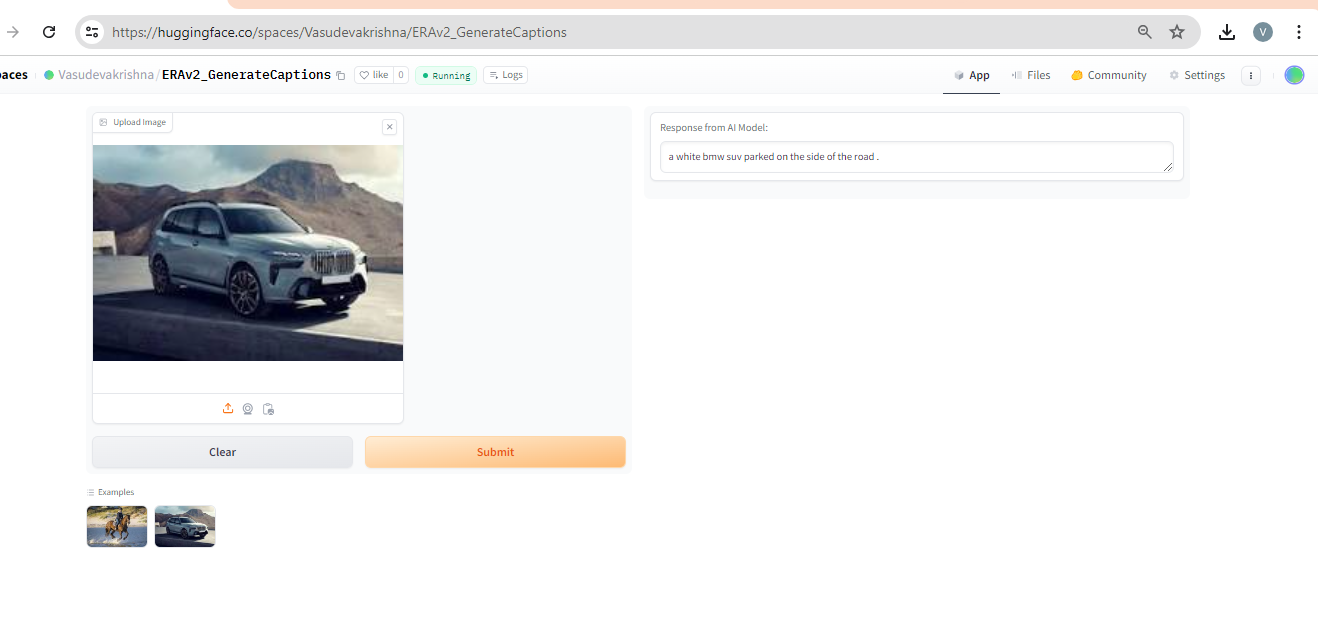 https://huggingface.co/spaces/Vasudevakrishna/ERAv2_GenerateCaptions
V
aces Vasudevakrishna/ERAv2_GenerateCaptions like 0 Running Logs App Files Community Settings
Upload Image
Response from AI Model:
a white bmw suv parked on the side of the road .
Clear Submit
Examples